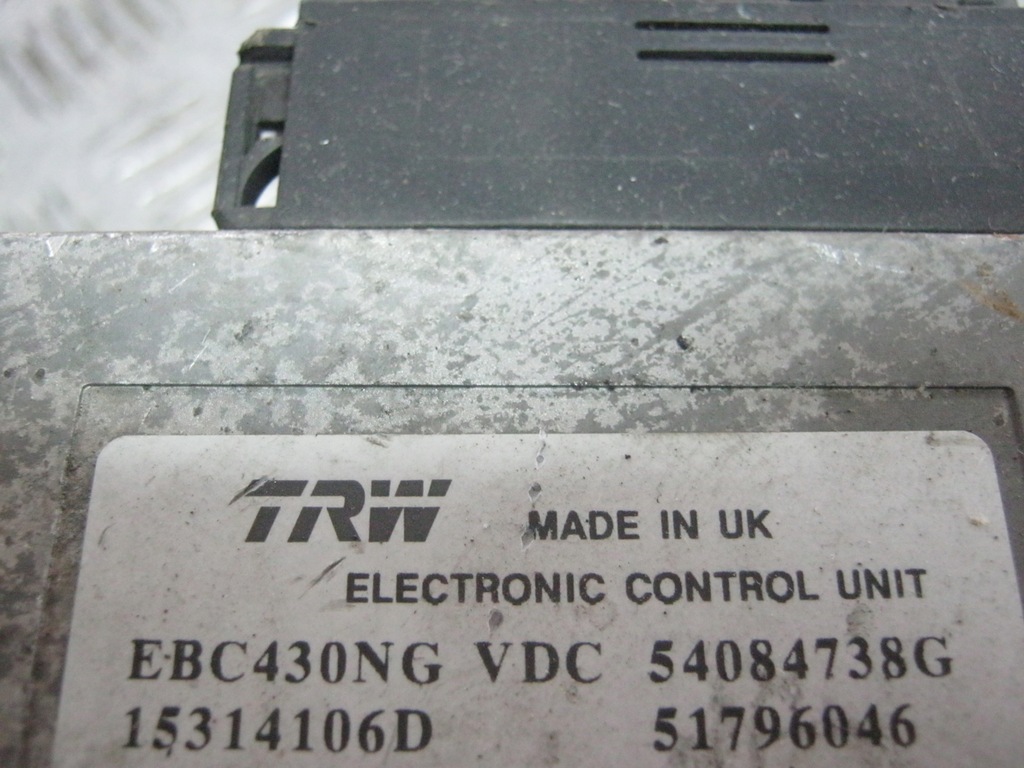 TRW MADE IN UK
ELECTRONIC CONTROL UNIT
EBC430NG VDC 54084738G
15314106D 51796046